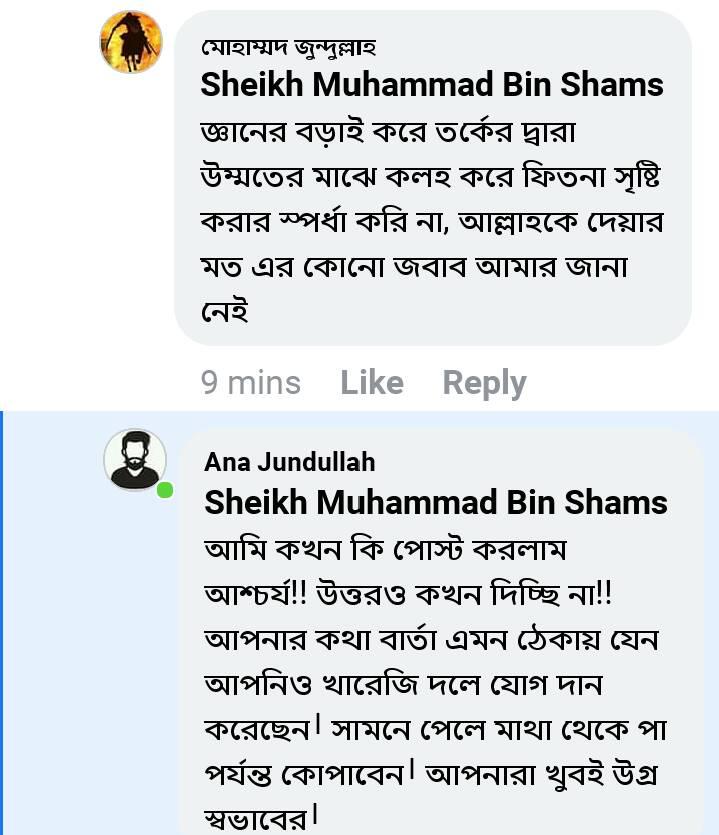 মোহাম্মদ জুন্দুল্লাহ
Sheikh Muhammad Bin Shams
জ্ঞানের বড়াই করে তর্কের দ্বারা
উম্মতের মাঝে কলহ করে ফিতনা সৃষ্টি
করার স্পর্ধা করি না, আল্লাহকে দেয়ার
মত এর কোনো জবাব আমার জানা
নেই
9 mins Like Reply
Ana Jundullah
Sheikh Muhammad Bin Shams
আমি কখন কি পোস্ট করলাম
আশ্চর্য!! উত্তরও কখন দিচ্ছি না!!
আপনার কথা বার্তা এমন ঠেকায় যেন
আপনিও খারেজি দলে যোগ দান
করেছেন। সামনে পেলে মাথা থেকে পা
পর্যন্ত কোপাবেন। আপনারা খুবই উগ্র
স্বভাবের।